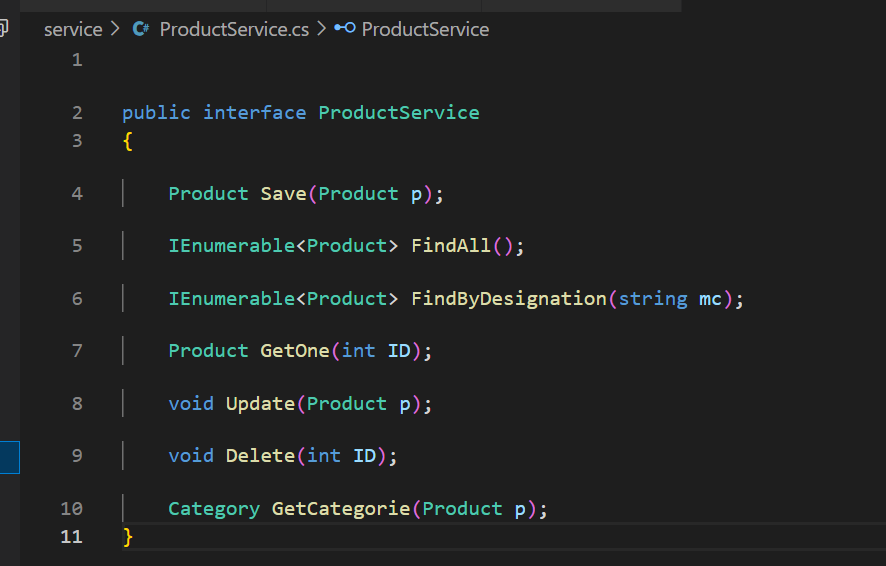 service > C# ProductService.cs > ProductService
1
2 public interface ProductService
3 {
4 Product Save(Product p);
5 IEnumerable<Product> FindAll();
6 IEnumerable<Product> FindByDesignation(string mc);
7 Product GetOne(int ID);
8 void Update(Product p);
9 void Delete(int ID);
10 Category GetCategorie(Product p);
11 }